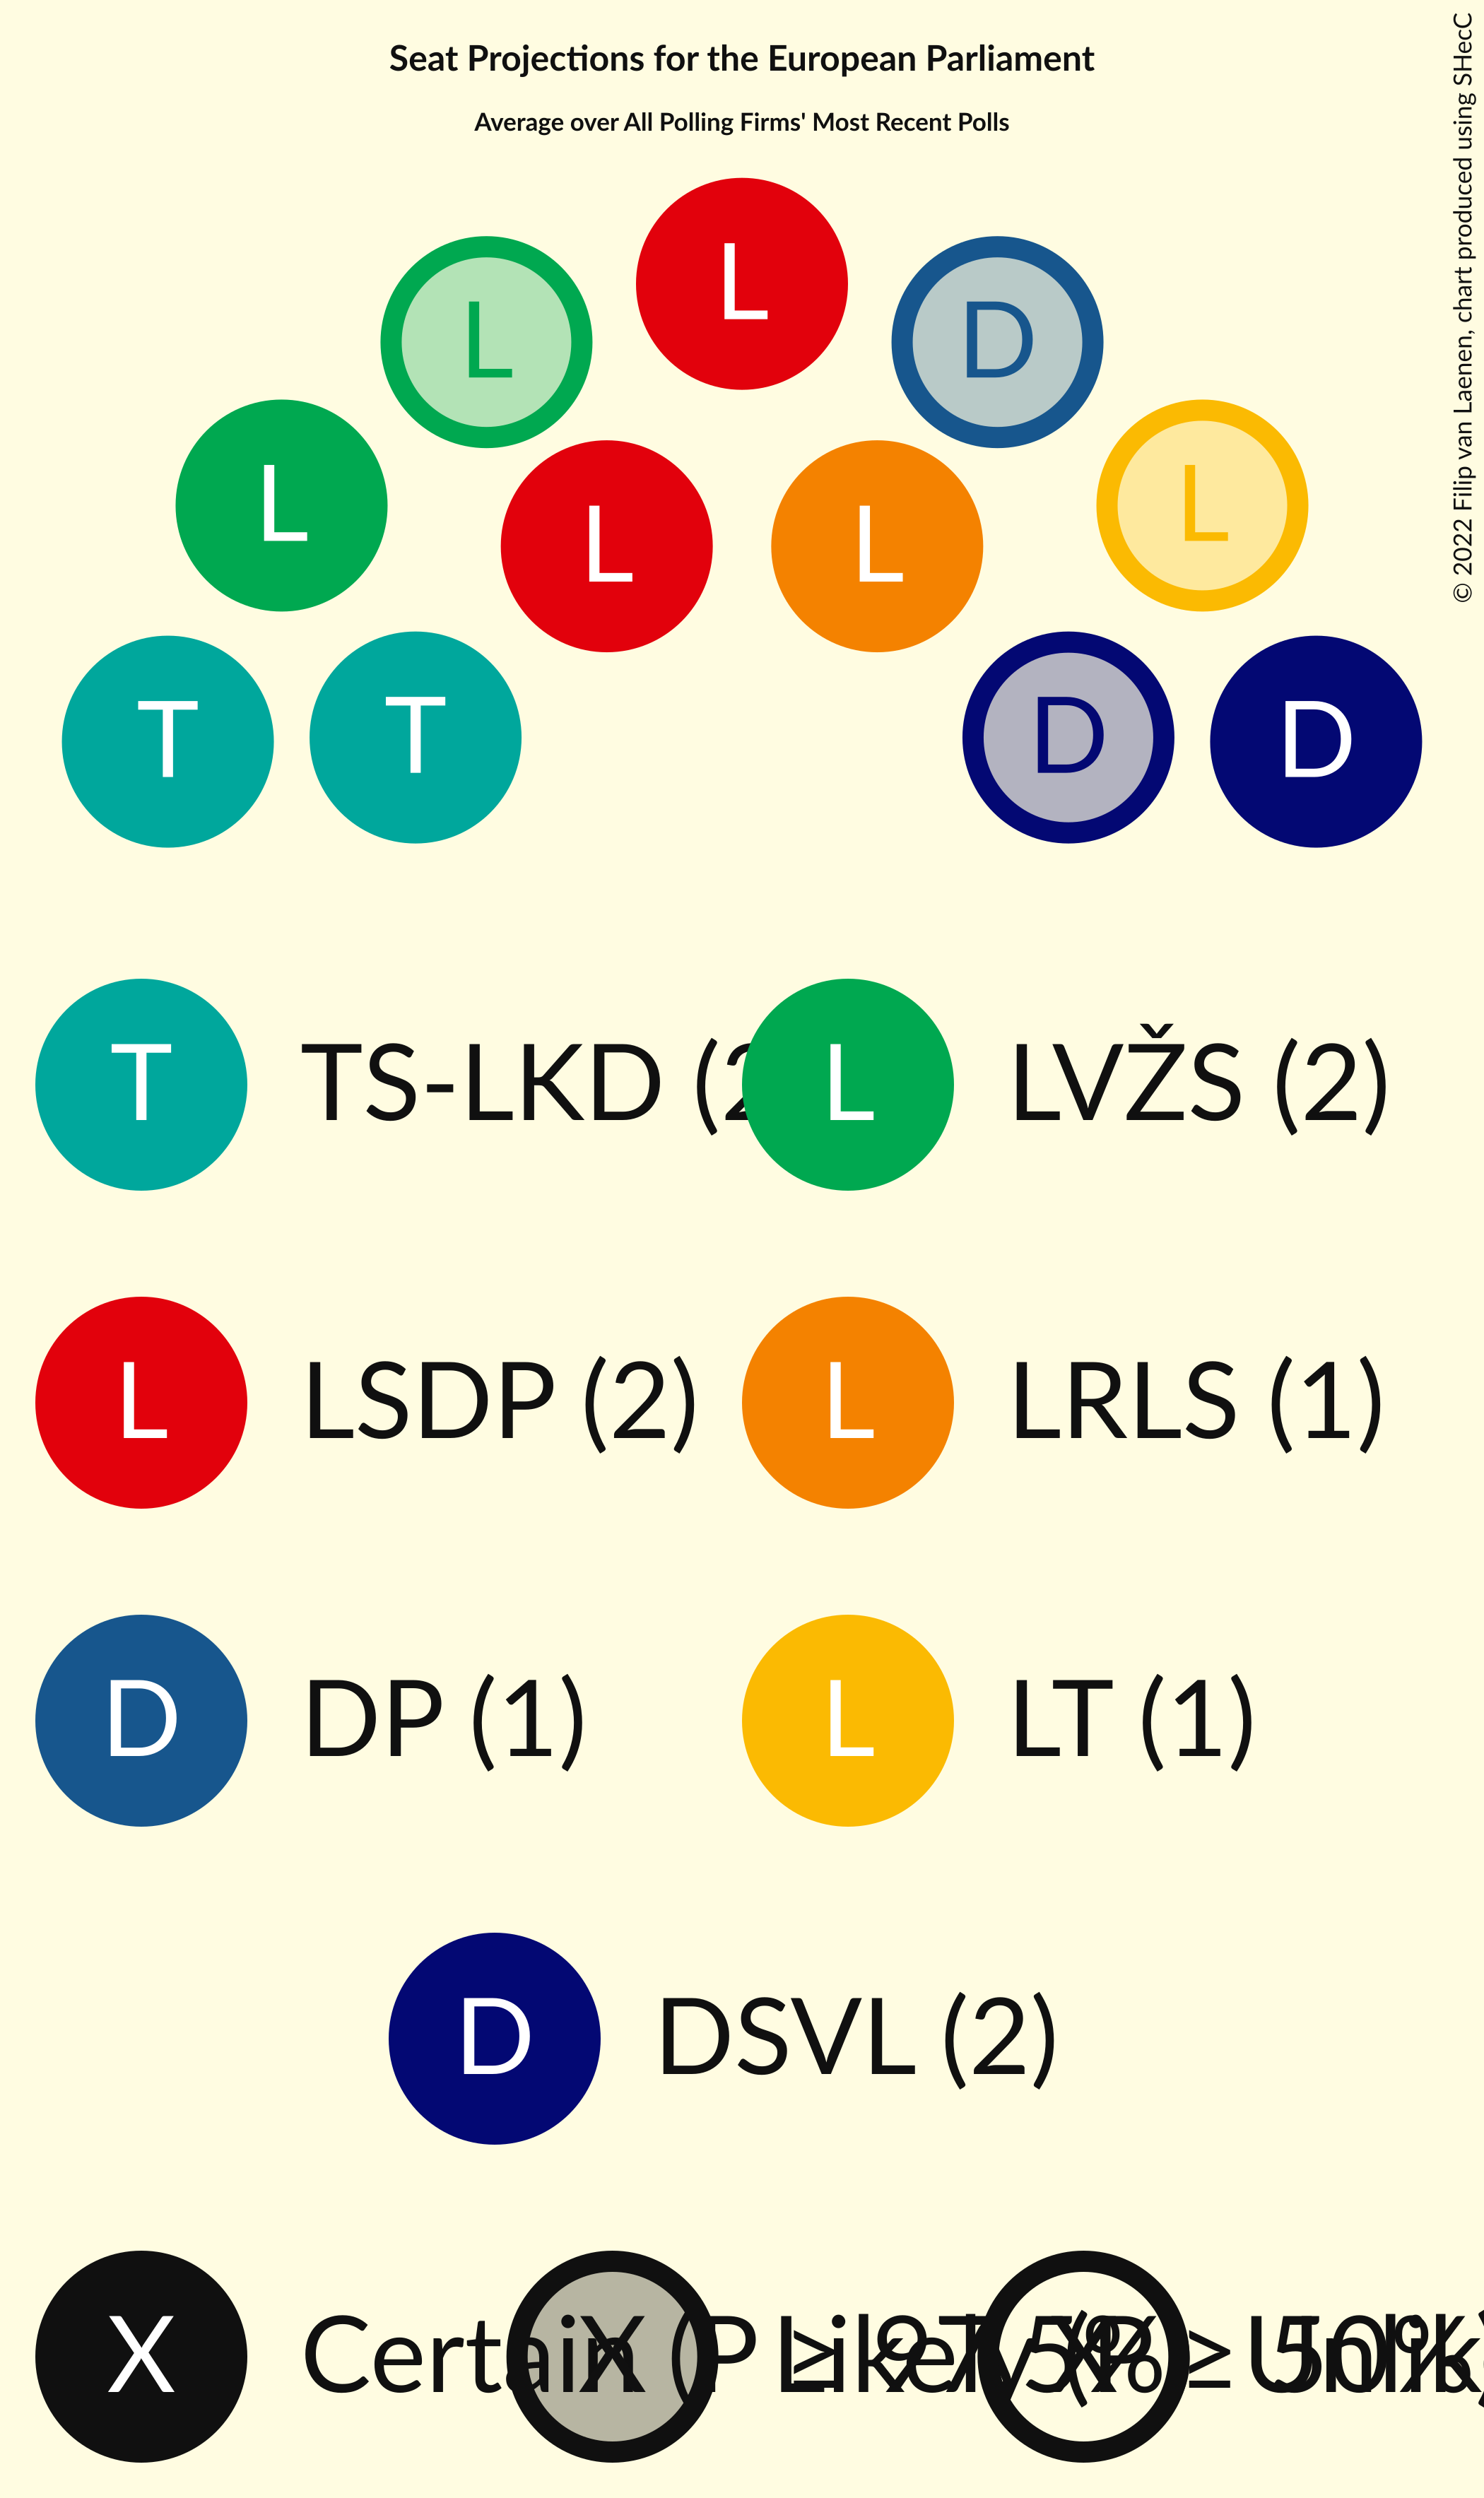 Seat Projections for the European Parliament
Average over All Polling Firms' Most Recent Polls
© 2022 Filip van Laenen, chart produced using SHecC
L
L D
L L
L L
T T D D
T TS-LKD (2 L LVŽS (2)
L LSDP (2) L LRLS (1)
D DP (1) L LT (1)
D DSVL (2)
X Certain X Likely X